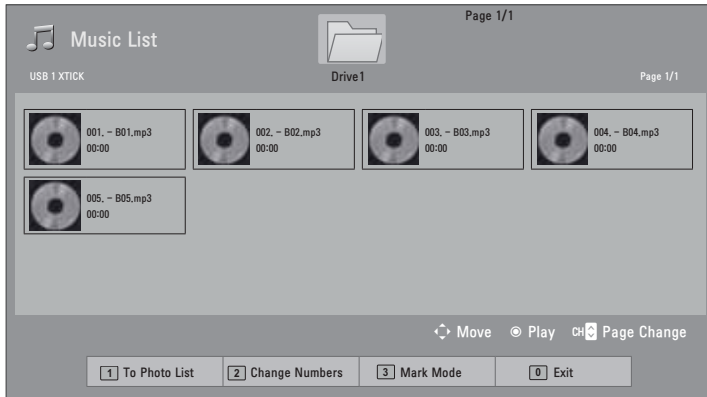 Page 1/1
Music List
USB 1 XTICK
Drive1
Page 1/1
001. - B01.mp3
00:00
002. - B02.mp3
00:00
003. - B03.mp3
00:00
004. - B04.mp3
00:00
005. - B05.mp3
00:00
Move
Play
CH Page Change
1 To Photo List
2 Change Numbers
3 Mark Mode
0 Exit